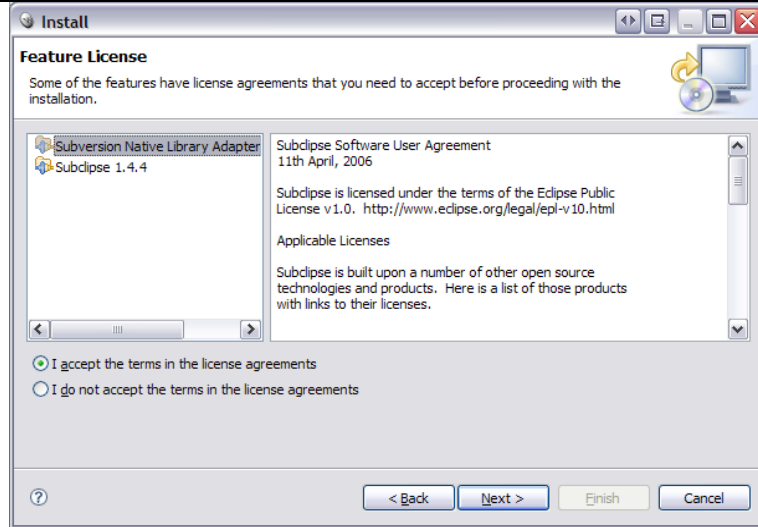 Install
Feature License
Some of the features have license agreements that you need to accept before proceeding with the
installation.
Subversion Native Library Adapter
Subclipse 1.4.4
Subclipse Software User Agreement
11th April, 2006
Subclipse is licensed under the terms of the Eclipse Public
License v1.0.  http://www.eclipse.org/legal/epl-v10.html
Applicable Licenses
Subclipse is built upon a number of other open source
technologies and products.  Here is a list of those products
with links to their licenses.
I accept the terms in the license agreements
I do not accept the terms in the license agreements
?
< Back
Next >
Finish
Cancel